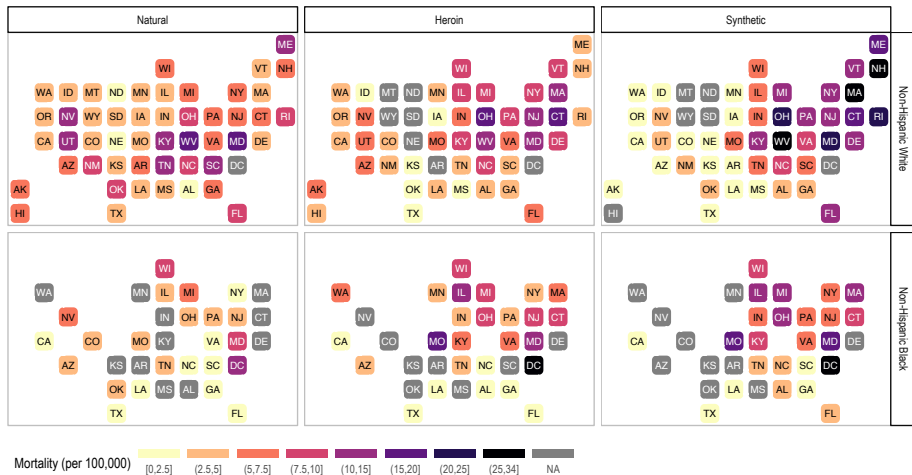 Natural
Heroin
Synthetic
ME
WI VT NH
WA ID MT ND MN IL MI NY MA
OR NV WY SD IA IN OH PA NJ CT RI
CA UT CO NE MO KY WV VA MD DE
AZ NM KS AR TN NC SC DC
AK OK LA MS AL GA
HI TX FL
ME
WI VT NH
WA ID MT ND MN IL MI NY MA
OR NV WY SD IA IN OH PA NJ CT RI
CA UT CO NE MO KY WV VA MD DE
AZ NM KS AR TN NC SC DC
AK OK LA MS AL GA
HI TX FL
ME
WI VT NH
WA ID MT ND MN IL MI NY MA
OR NV WY SD IA IN OH PA NJ CT RI
CA UT CO NE MO KY WV VA MD DE
AZ NM KS AR TN NC SC DC
AK OK LA MS AL GA
HI TX FL
Non-Hispanic White
WI
WA MN IL MI NY MA
NV IN OH PA NJ CT
CA CO MO KY VA MD DE
AZ KS AR TN NC SC DC
OK LA MS AL GA
TX FL
WI
WA MN IL MI NY MA
NV IN OH PA NJ CT
CA CO MO KY VA MD DE
AZ KS AR TN NC SC DC
OK LA MS AL GA
TX FL
WI
WA MN IL MI NY MA
NV IN OH PA NJ CT
CA CO MO KY VA MD DE
AZ KS AR TN NC SC DC
OK LA MS AL GA
TX FL
Non-Hispanic Black
Mortality (per 100,000)
[0,2.5] (2.5,5] (5,7.5] (7.5,10] (10,15] (15,20] (20,25] (25,34] NA